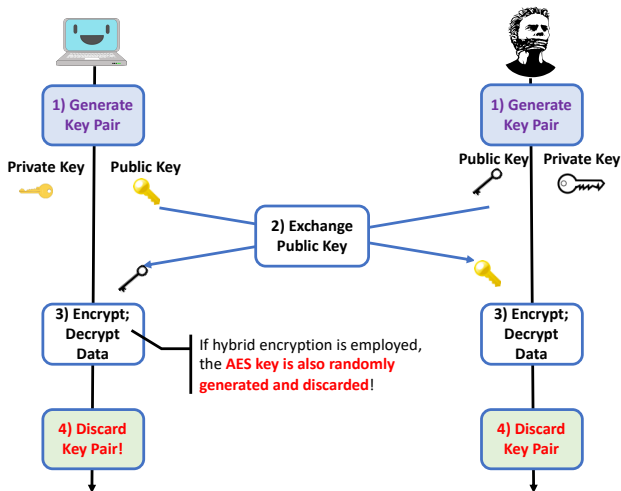 1) Generate
Key Pair
1) Generate
Key Pair
Private Key
Public Key
Public Key
Private Key
2) Exchange
Public Key
3) Encrypt;
Decrypt
Data
If hybrid encryption is employed,
the AES key is also randomly
generated and discarded!
3) Encrypt;
Decrypt
Data
4) Discard
Key Pair!
4) Discard
Key Pair